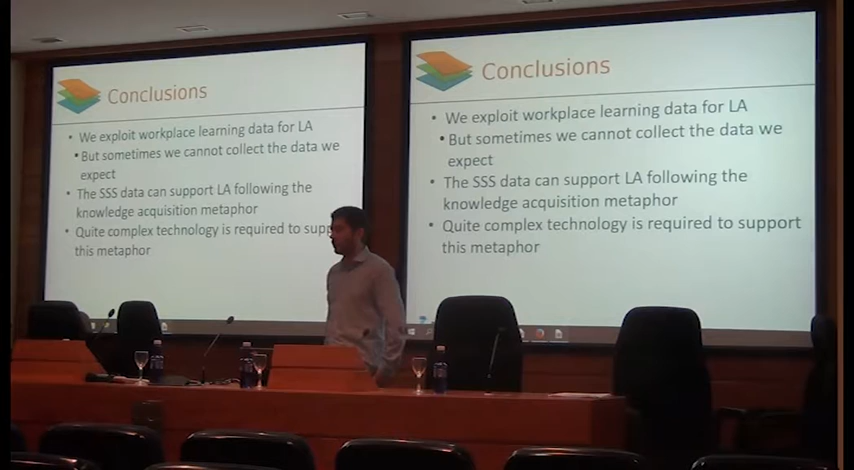 Conclusions
• We exploit workplace learning data for LA
• But sometimes we cannot collect the data we
expect
• The SSS data can support LA following the
knowledge acquisition metaphor
• Quite complex technology is required to supp
this metaphor
Conclusions
• We exploit workplace learning data for LA
• But sometimes we cannot collect the data we
expect
• The SSS data can support LA following the
knowledge acquisition metaphor
• Quite complex technology is required to support
this metaphor